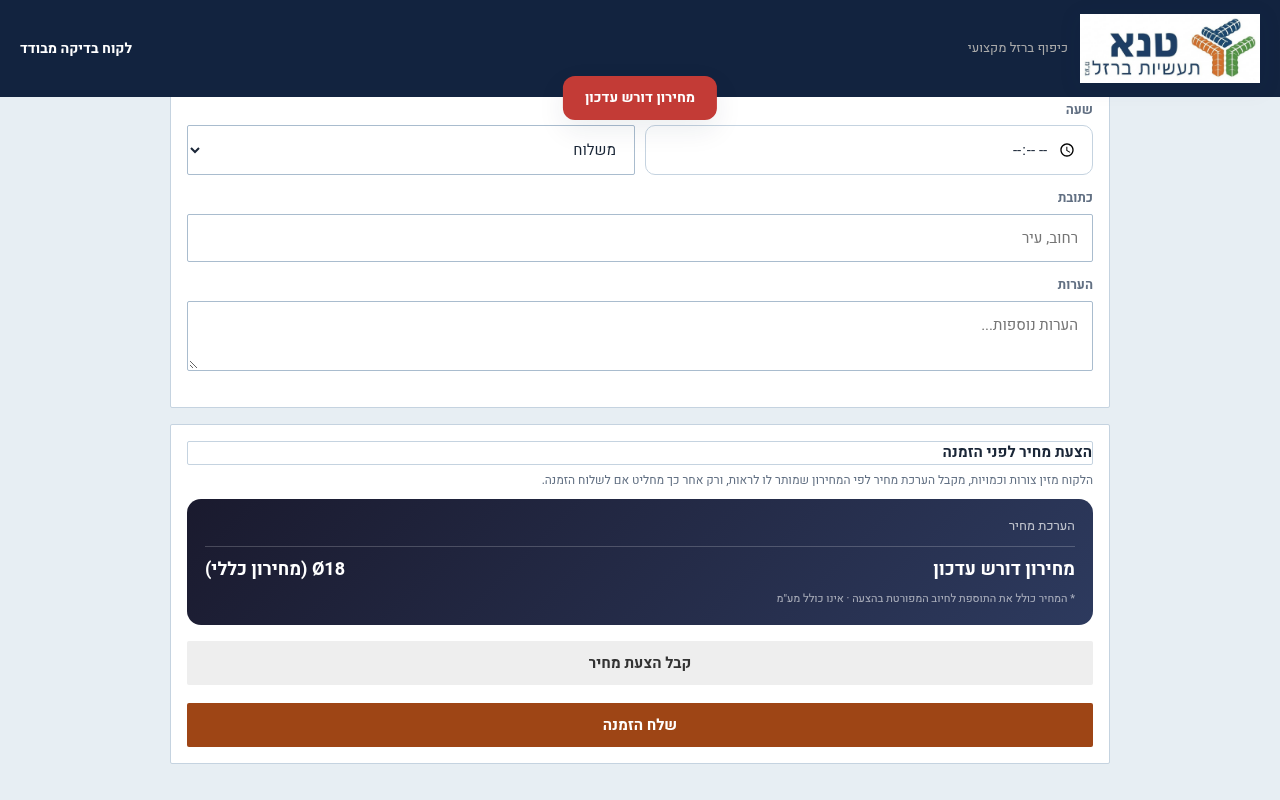 טנא
תעשיות ברזל
כיפוף ברזל מקצועי
לקוח בדיקה מבודד
מחירון דורש עדכון
שעה
--:-- --
משלוח
כתובת
רחוב, עיר
הערות
הערות נוספות...
הצעת מחיר לפני הזמנה
הלקוח מזין צורות וכמויות, מקבל הערכת מחיר לפי המחירון שמותר לו לראות, ורק אחר כך מחליט אם לשלוח הזמנה.
הערכת מחיר
מחירון דורש עדכון
Ø18 (מחירון כללי)
* המחיר כולל את התוספת לחיוב המפורטת בהצעה · אינו כולל מע"מ
קבל הצעת מחיר
שלח הזמנה